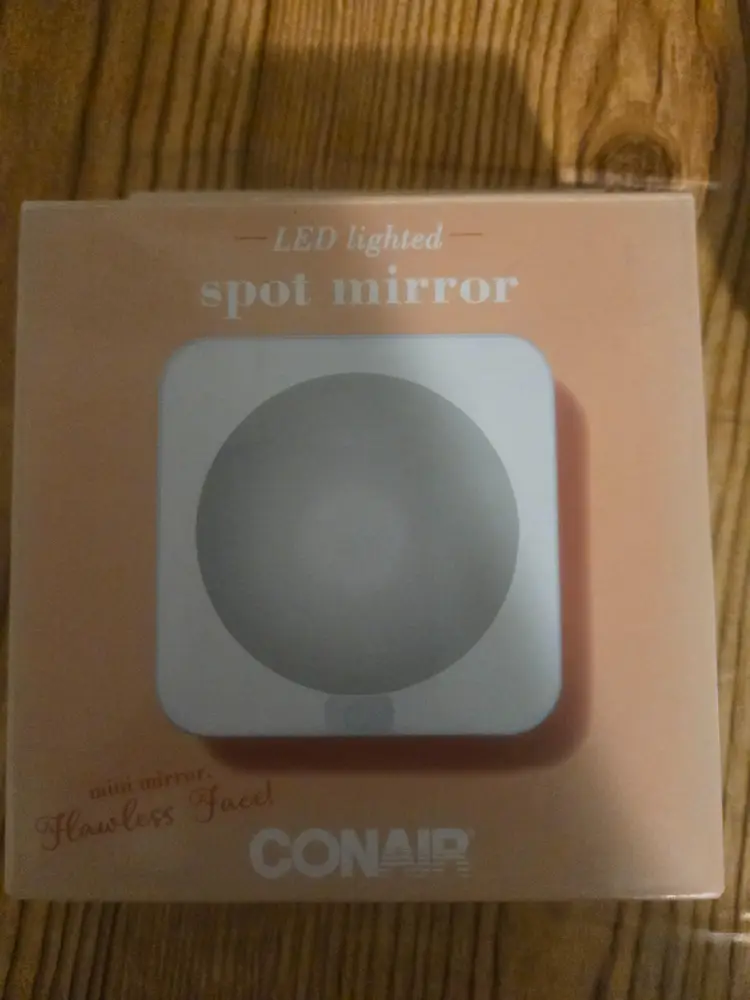 LED lighted
spot mirror
mini mirror.
Flawless Face!
CONAIR